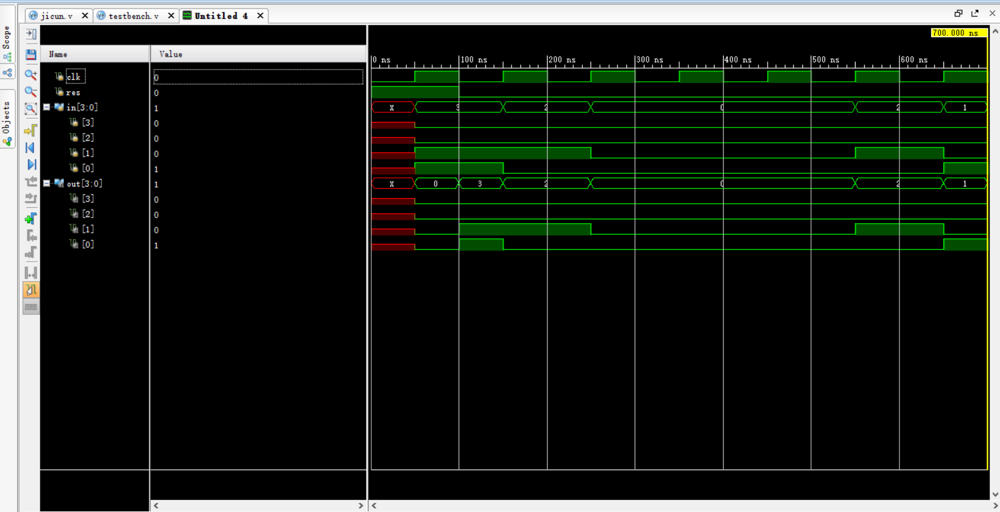 jicun.v
testbench.v
Untitled 4
Scope
Objects
700.000 ns
Name Value
0 ns 100 ns 200 ns 300 ns 400 ns 500 ns 600 ns
clk 0
res 0
in[3:0] 1 X 3 2 0 2 1
[3] 0
[2] 0
[1] 0
[0] 1
out[3:0] 1 X 0 3 2 0 2 1
[3] 0
[2] 0
[1] 0
[0] 1